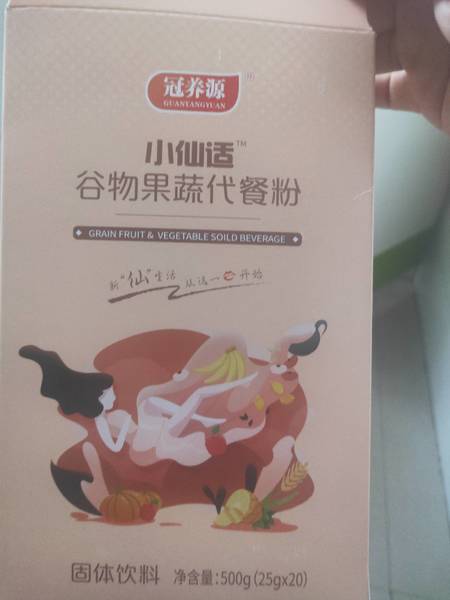 冠养源®
GUANYANGYUAN
小仙适™
谷物果蔬代餐粉
GRAIN FRUIT & VEGETABLE SOILD BEVERAGE
新“仙”生活 从这一口开始
固体饮料 净含量:500g(25gx20)